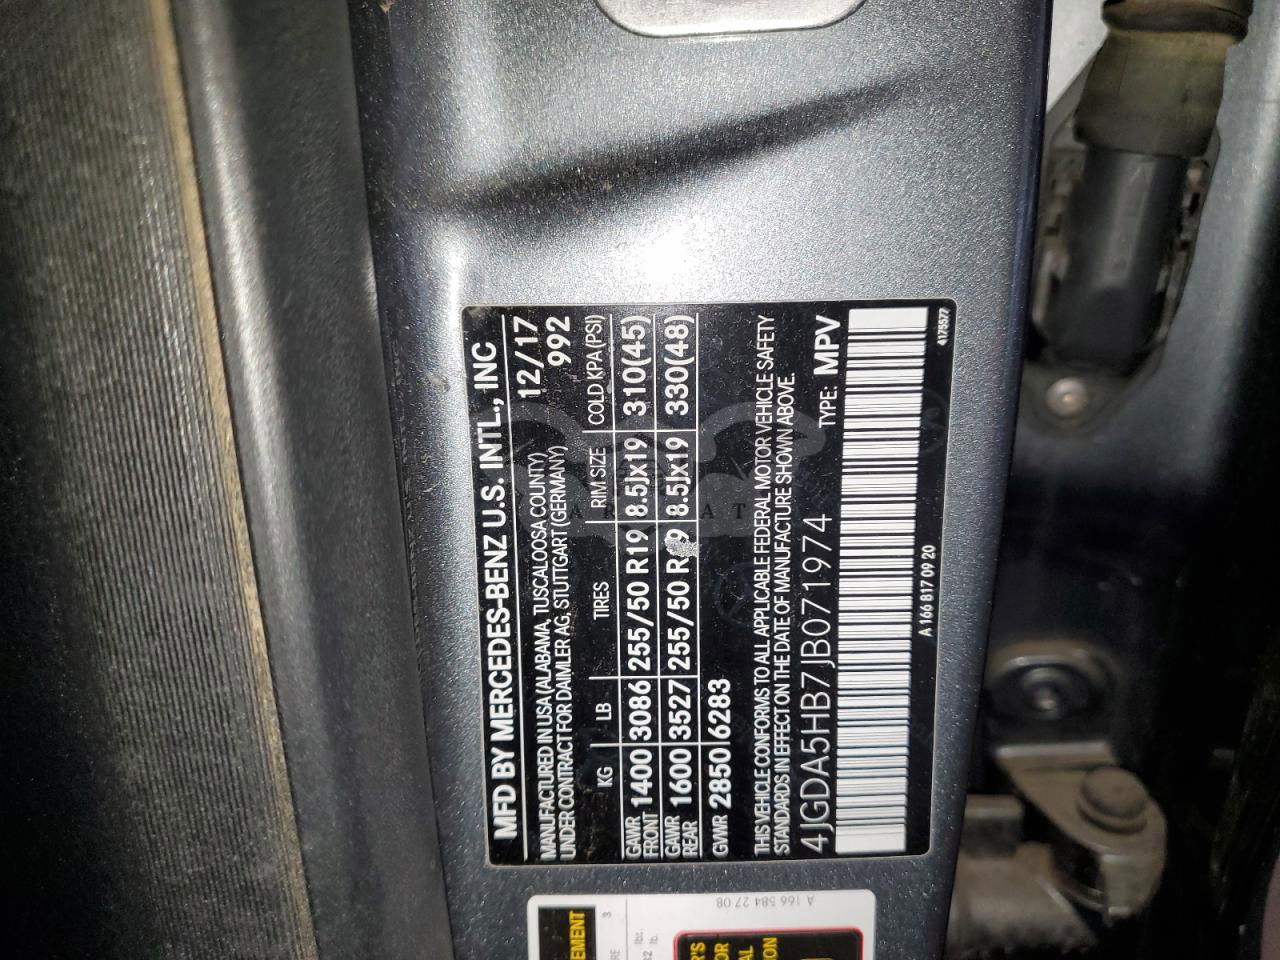 MFD BY MERCEDES-BENZ U.S. INTL., INC
MANUFACTURED IN USA (ALABAMA, TUSCALOOSA COUNTY) 12/17
UNDER CONTRACT FOR DAIMLER AG, STUTTGART (GERMANY) 992
KG LB TIRES RIM SIZE COLD KPA (PSI)
GAWR FRONT 1400 3086 255/50 R19 8.5Jx19 310(45)
GAWR REAR 1600 3527 255/50 R19 8.5Jx19 330(48)
GVWR 2850 6283
THIS VEHICLE CONFORMS TO ALL APPLICABLE FEDERAL MOTOR VEHICLE SAFETY
STANDARDS IN EFFECT ON THE DATE OF MANUFACTURE SHOWN ABOVE.
4JGDA5HB7JB071974 TYPE: MPV
A 166 817 09 20 4175577
A 166 584 27 08